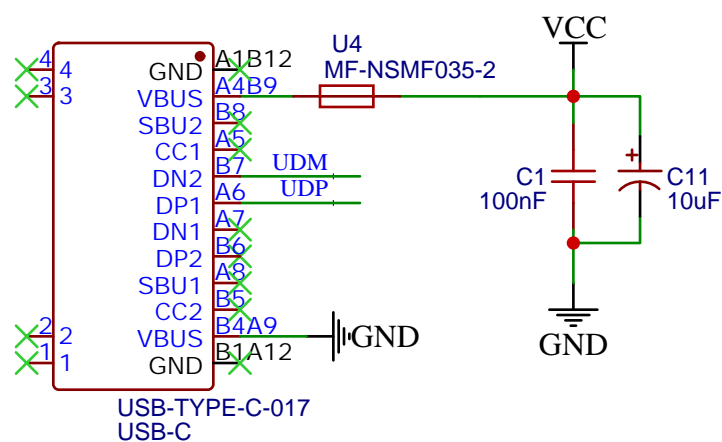 U4
MF-NSMF035-2
VCC
4 4 GND A1B12
3 3 VBUS A4B9
SBU2 B8
CC1 A5
DN2 B7 UDM
DP1 A6 UDP
DN1 A7
DP2 B6
SBU1 A8
CC2 B5
2 2 VBUS B4A9 GND
1 1 GND B1A12
+
C1
100nF
C11
10uF
GND
USB-TYPE-C-017
USB-C